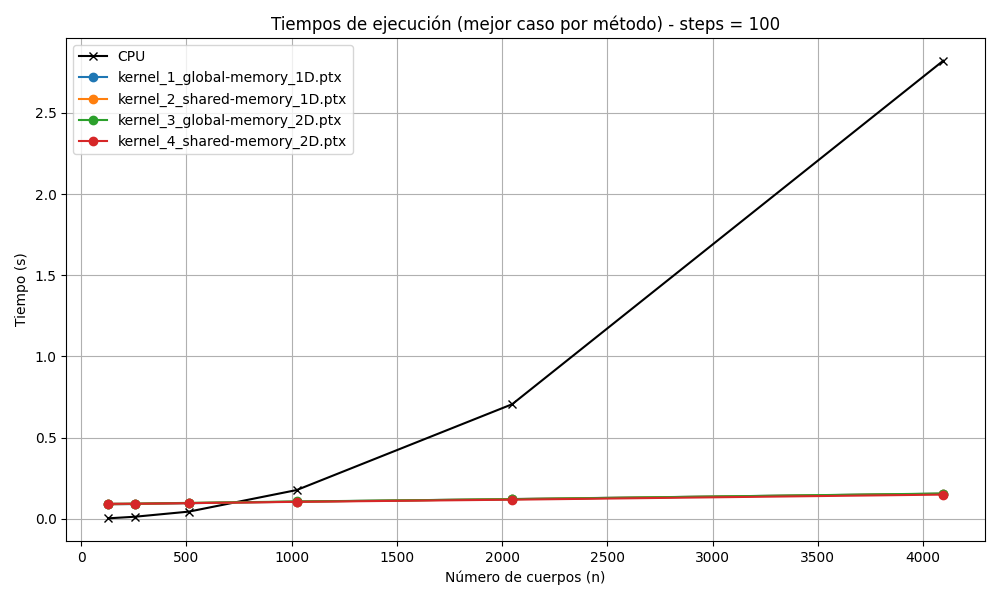 Tiempos de ejecución (mejor caso por método) - steps = 100
CPU
kernel_1_global-memory_1D.ptx
kernel_2_shared-memory_1D.ptx
kernel_3_global-memory_2D.ptx
kernel_4_shared-memory_2D.ptx
Tiempo (s)
2.5
2.0
1.5
1.0
0.5
0.0
0 500 1000 1500 2000 2500 3000 3500 4000
Número de cuerpos (n)